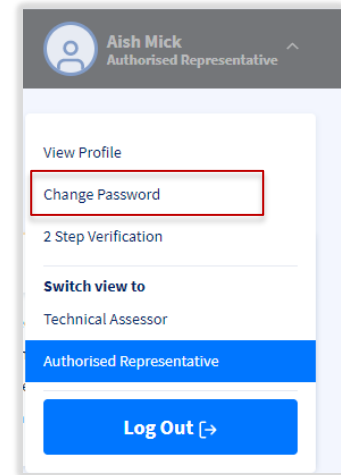 Aish Mick
Authorised Representative
View Profile
Change Password
2 Step Verification
Switch view to
Technical Assessor
Authorised Representative
Log Out